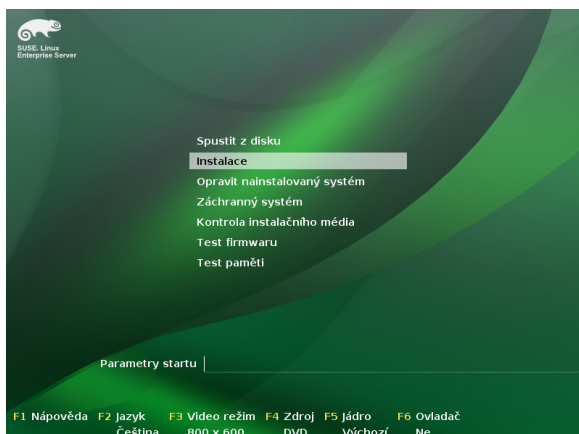 SUSE. Linux
Enterprise Server
Spustit z disku
Instalace
Opravit nainstalovaný systém
Záchranný systém
Kontrola instalačního média
Test firmwaru
Test paměti
Parametry startu
F1 Nápověda F2 Jazyk F3 Video režim F4 Zdroj F5 Jádro F6 Ovladač
Čeština 800 x 600 DVD Výchozí Ne